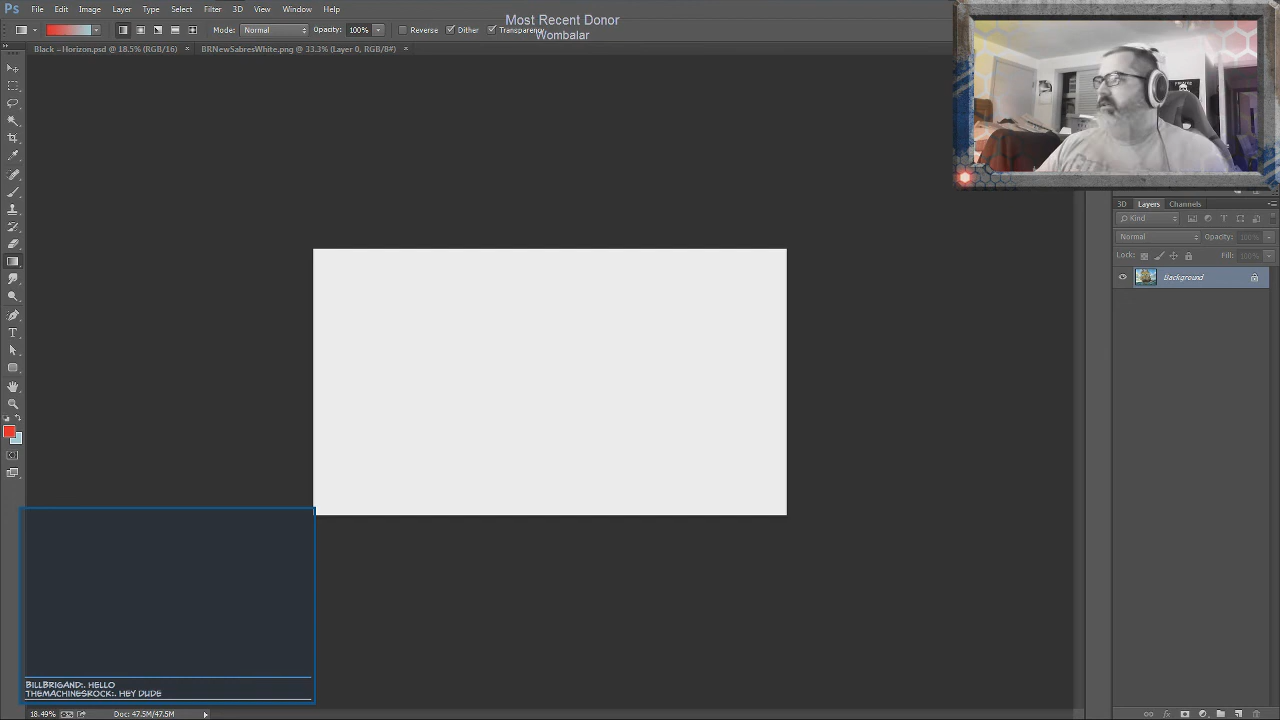 Ps File Edit Image Layer Type Select Filter 3D View Window Help
Most Recent Donor
Wombalar
Mode: Normal Opacity: 100% Reverse Dither Transparency
Black – Horizon.psd @ 18.5% (RGB/16) × BRNewSabresWhite.png @ 33.3% (Layer 0, RGB/8#) ×
3D Layers Channels
Kind
Normal Opacity: 100%
Lock: Fill: 100%
Background
BILLBRIGAND:. HELLO
THEMACHINESROCK:. HEY DUDE
18.49% Doc: 47.5M/47.5M